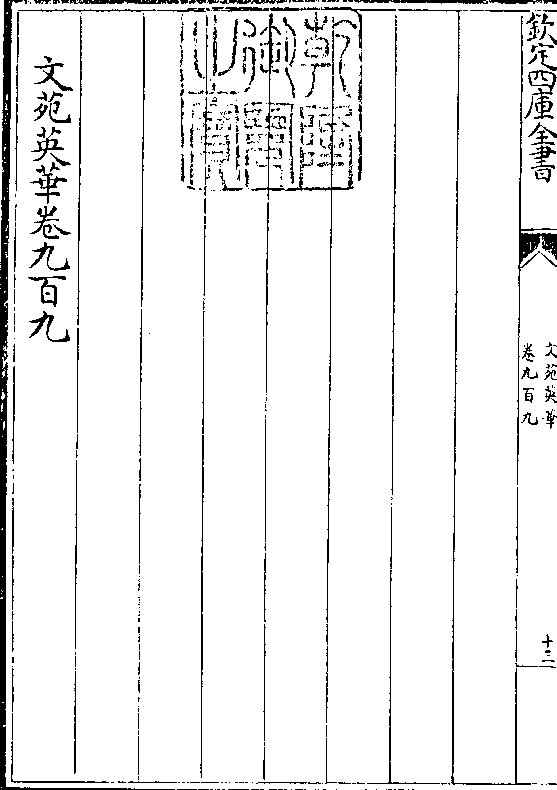 欽定四庫全書
文苑英華
卷九百九
十三
乾隆
御覽
之寶
文苑英華卷九百九